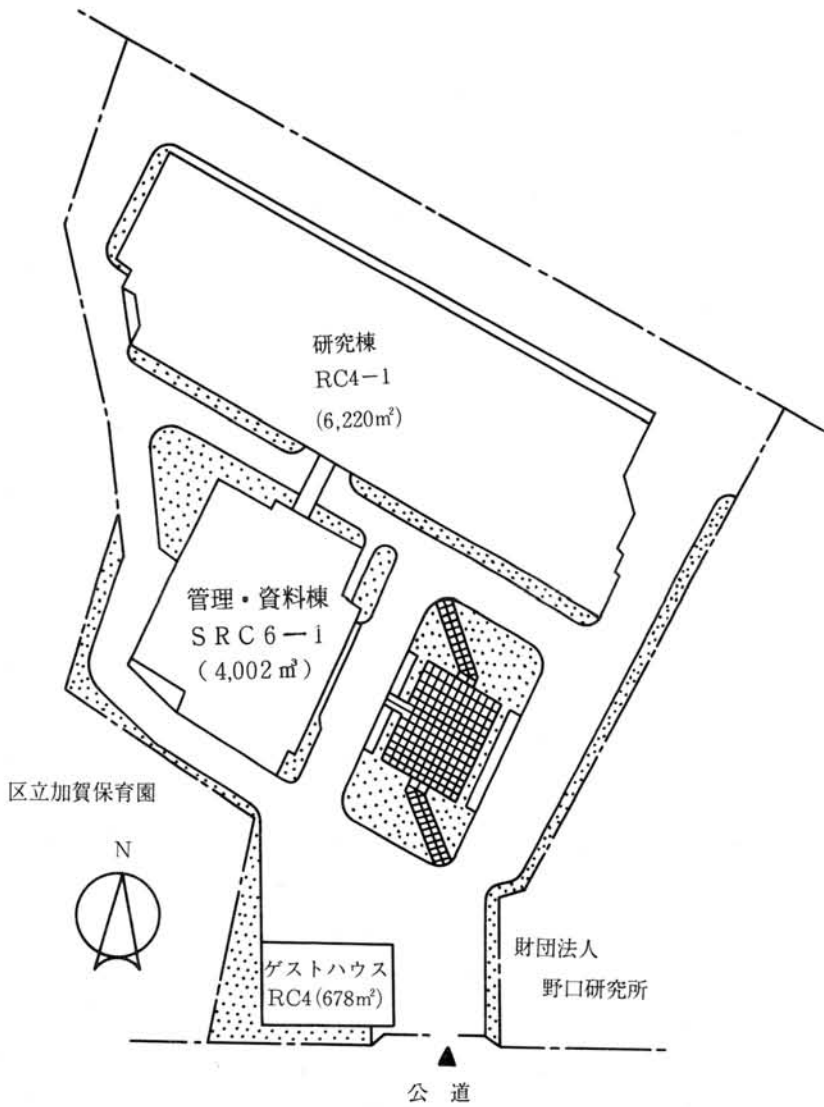 研究棟
RC4-1
(6,220㎡)
管理・資料棟
SRC6-i
(4,002㎥)
区立加賀保育園
N
ゲストハウス
RC4(678㎡)
財団法人
野口研究所
公道